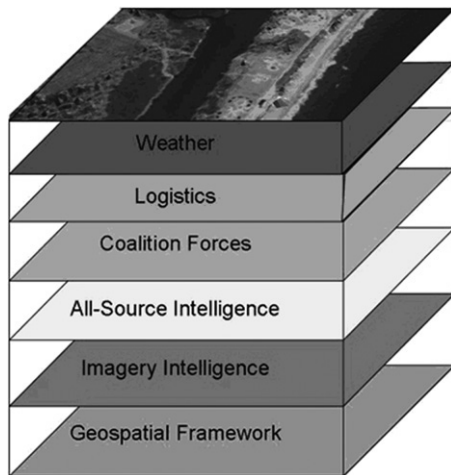 Weather
Logistics
Coalition Forces
All-Source Intelligence
Imagery Intelligence
Geospatial Framework